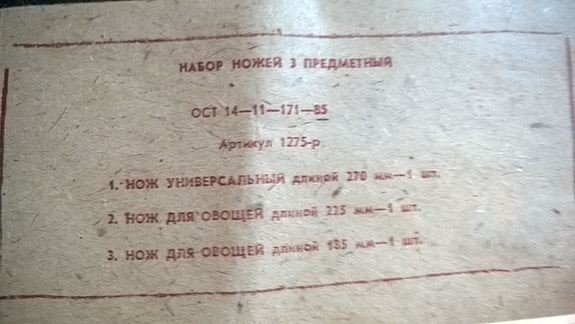 НАБОР НОЖЕЙ 3 ПРЕДМЕТНЫЙ
ОСТ 14—11—171—85
Артикул 1275-р
1. НОЖ УНИВЕРСАЛЬНЫЙ длиной 270 мм—1 шт.
2. НОЖ ДЛЯ ОВОЩЕЙ длиной 225 мм—1 шт.
3. НОЖ ДЛЯ ОВОЩЕЙ длиной 185 мм—1 шт.